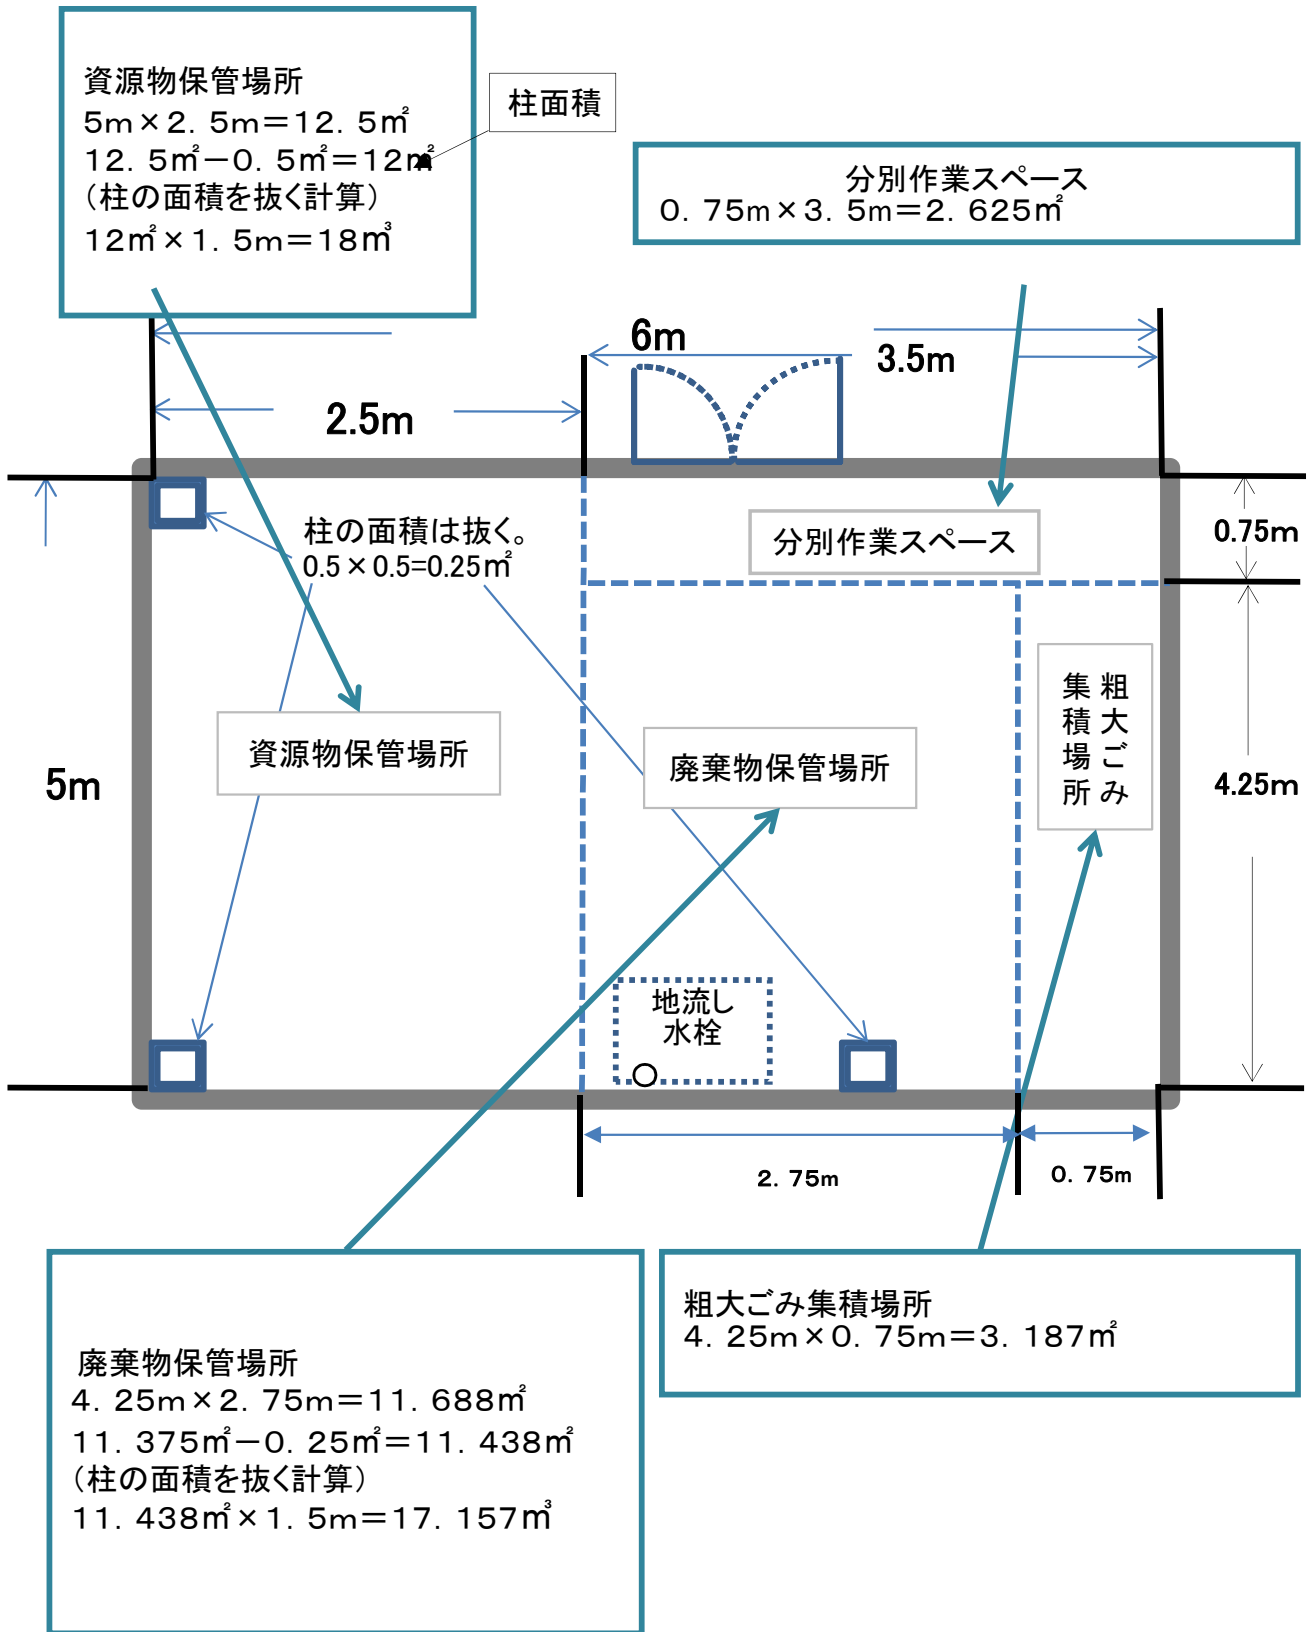 資源物保管場所
5m×2．5m＝12．5㎡
12．5㎡－0．5㎡＝12㎡
（柱の面積を抜く計算）
12㎡×1．5m＝18㎥
柱面積
分別作業スペース
0．75m×3．5m＝2．625㎡
6m
3.5m
2.5m
柱の面積は抜く。
0.5×0.5=0.25㎡
分別作業スペース
0.75m
資源物保管場所
廃棄物保管場所
粗大ごみ
集積場所
5m
4.25m
地流し
水栓
2．75m
0．75m
廃棄物保管場所
4．25m×2．75m＝11．688㎡
11．375㎡－0．25㎡＝11．438㎡
（柱の面積を抜く計算）
11．438㎡×1．5m＝17．157㎥
粗大ごみ集積場所
4．25m×0．75m＝3．187㎡